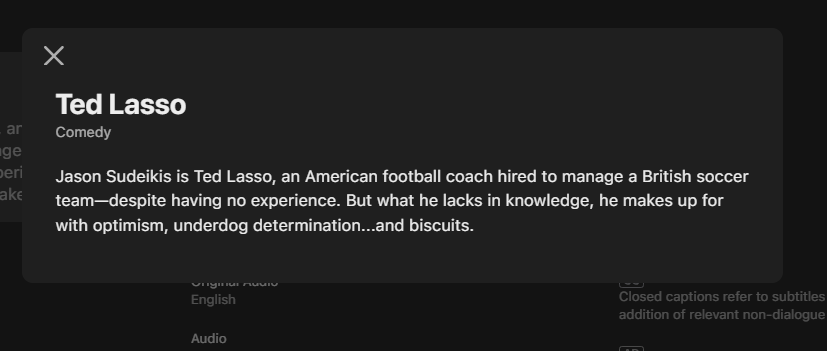 Ted Lasso
Comedy
Jason Sudeikis is Ted Lasso, an American football coach hired to manage a British soccer
team—despite having no experience. But what he lacks in knowledge, he makes up for
with optimism, underdog determination...and biscuits.
Original Audio
English
Closed captions refer to subtitles
addition of relevant non-dialogue
Audio